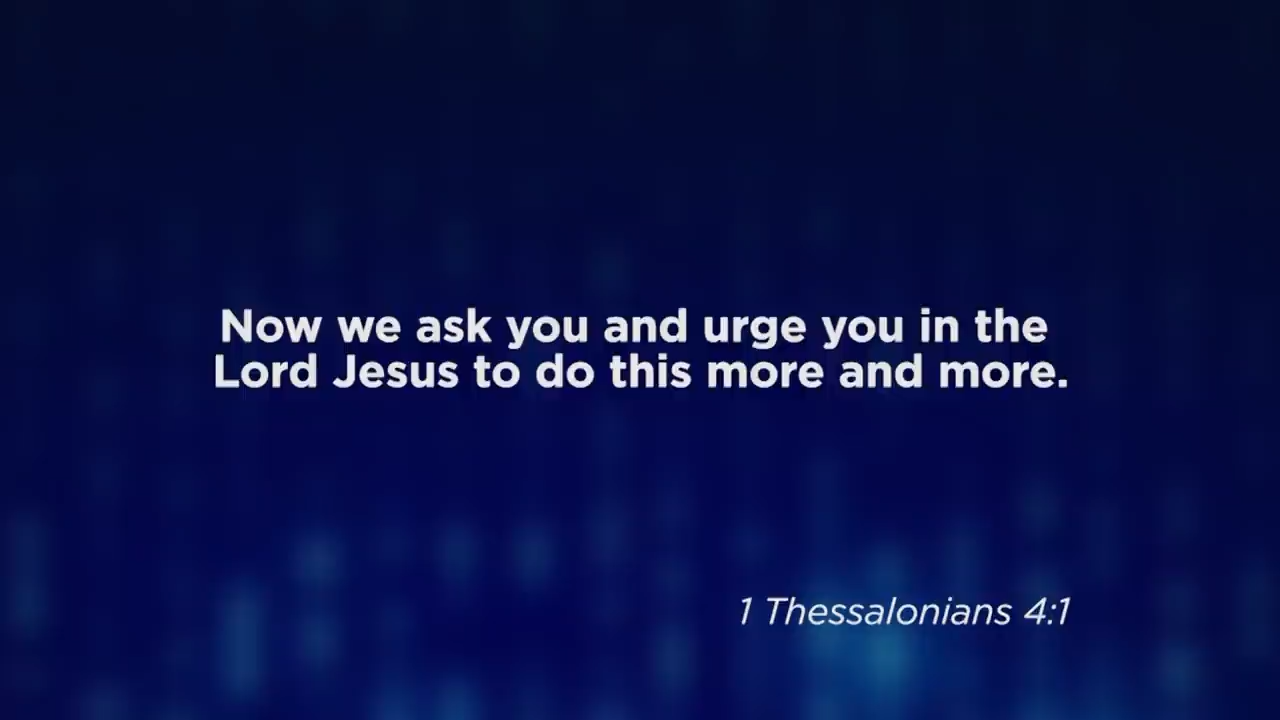 Now we ask you and urge you in the
Lord Jesus to do this more and more.
1 Thessalonians 4:1